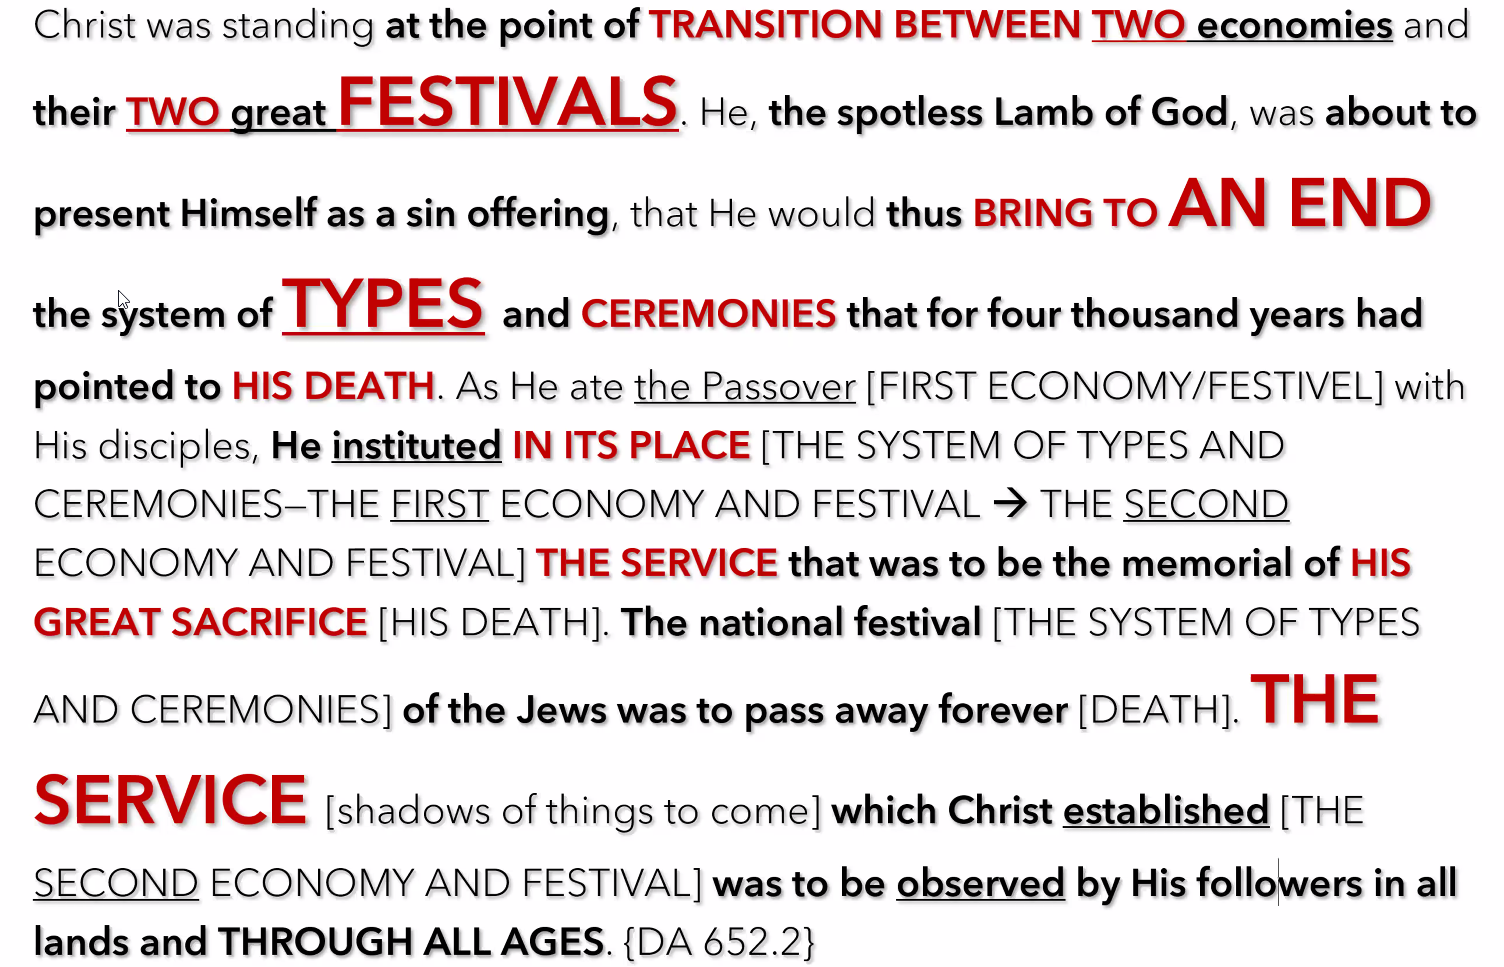 Christ was standing at the point of TRANSITION BETWEEN TWO economies and
their TWO great FESTIVALS. He, the spotless Lamb of God, was about to
present Himself as a sin offering, that He would thus BRING TO AN END
the system of TYPES and CEREMONIES that for four thousand years had
pointed to HIS DEATH. As He ate the Passover [FIRST ECONOMY/FESTIVEL] with
His disciples, He instituted IN ITS PLACE [THE SYSTEM OF TYPES AND
CEREMONIES—THE FIRST ECONOMY AND FESTIVAL → THE SECOND
ECONOMY AND FESTIVAL] THE SERVICE that was to be the memorial of HIS
GREAT SACRIFICE [HIS DEATH]. The national festival [THE SYSTEM OF TYPES
AND CEREMONIES] of the Jews was to pass away forever [DEATH]. THE
SERVICE [shadows of things to come] which Christ established [THE
SECOND ECONOMY AND FESTIVAL] was to be observed by His followers in all
lands and THROUGH ALL AGES. {DA 652.2}